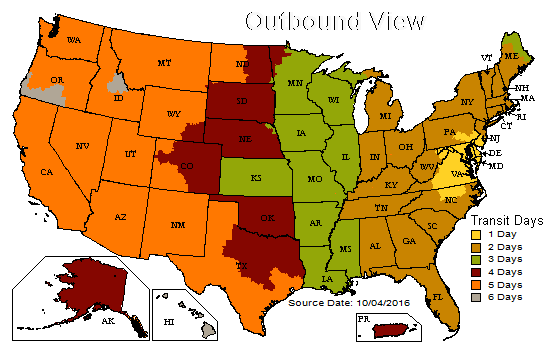 Outbound View
WA
MT
ND
MN
ME
VT
OR
ID
SD
WI
NY
NH
MA
WY
MI
RI
CT
NV
NE
IA
PA
NJ
UT
CO
IL
IN
OH
DE
MD
CA
KS
MO
WV
VA
KY
AZ
NM
OK
AR
TN
NC
SC
TX
MS
AL
GA
LA
FL
Transit Days
1 Day
2 Days
3 Days
4 Days
5 Days
6 Days
Source Date: 10/04/2016
AK
HI
PR